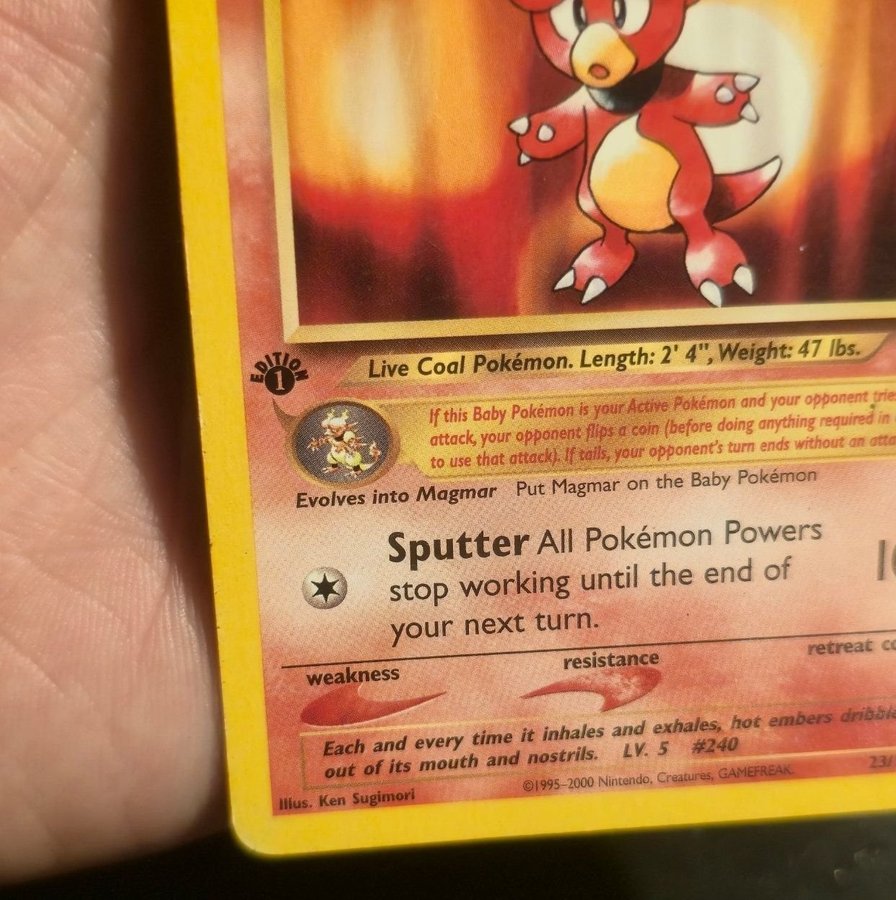 EDITION
1
Live Coal Pokémon. Length: 2' 4", Weight: 47 lbs.
If this Baby Pokémon is your Active Pokémon and your opponent
attack, your opponent flips a coin (before doing anything required in
to use that attack). If tails, your opponent's turn ends without an
Evolves into Magmar Put Magmar on the Baby Pokémon
Sputter All Pokémon Powers
stop working until the end of
your next turn.
weakness resistance retreat
Each and every time it inhales and exhales, hot embers
out of its mouth and nostrils. LV. 5 #240
Illus. Ken Sugimori ©1995–2000 Nintendo, Creatures, GAMEFREAK. 23/